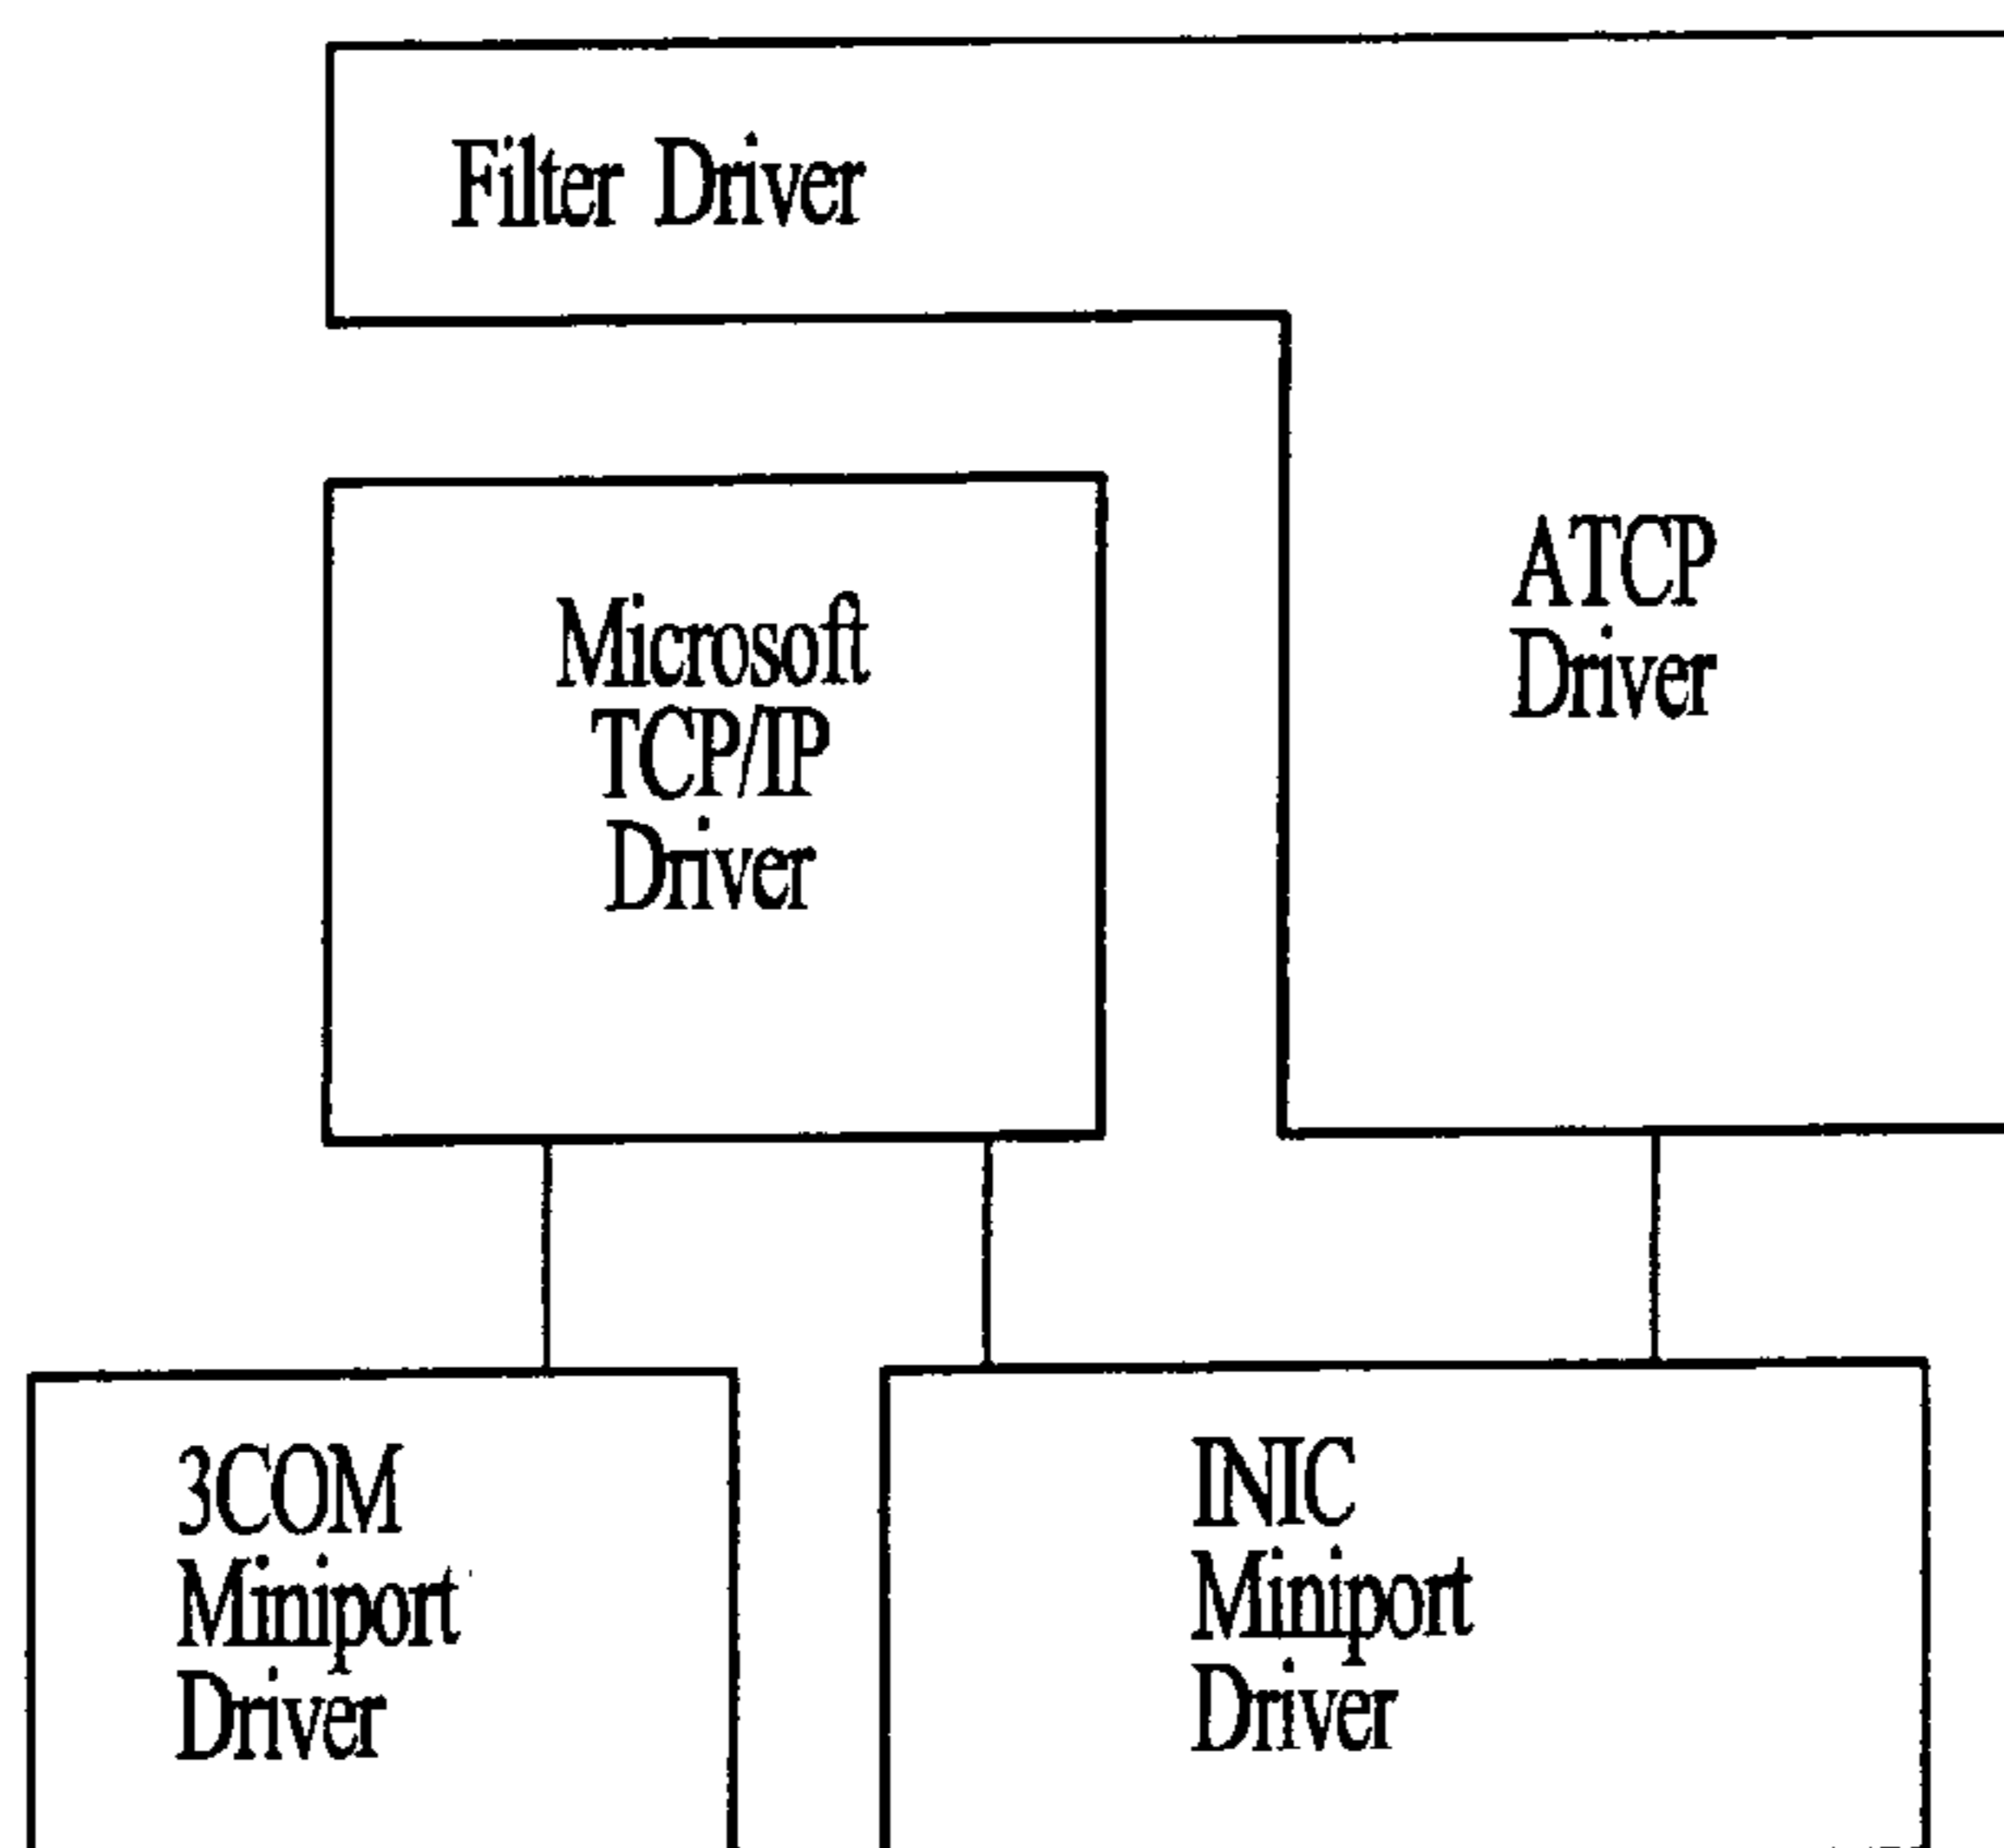 Filter Driver
ATCP
Driver
Microsoft
TCP/IP
Driver
3COM
Miniport
Driver
INIC
Miniport
Driver